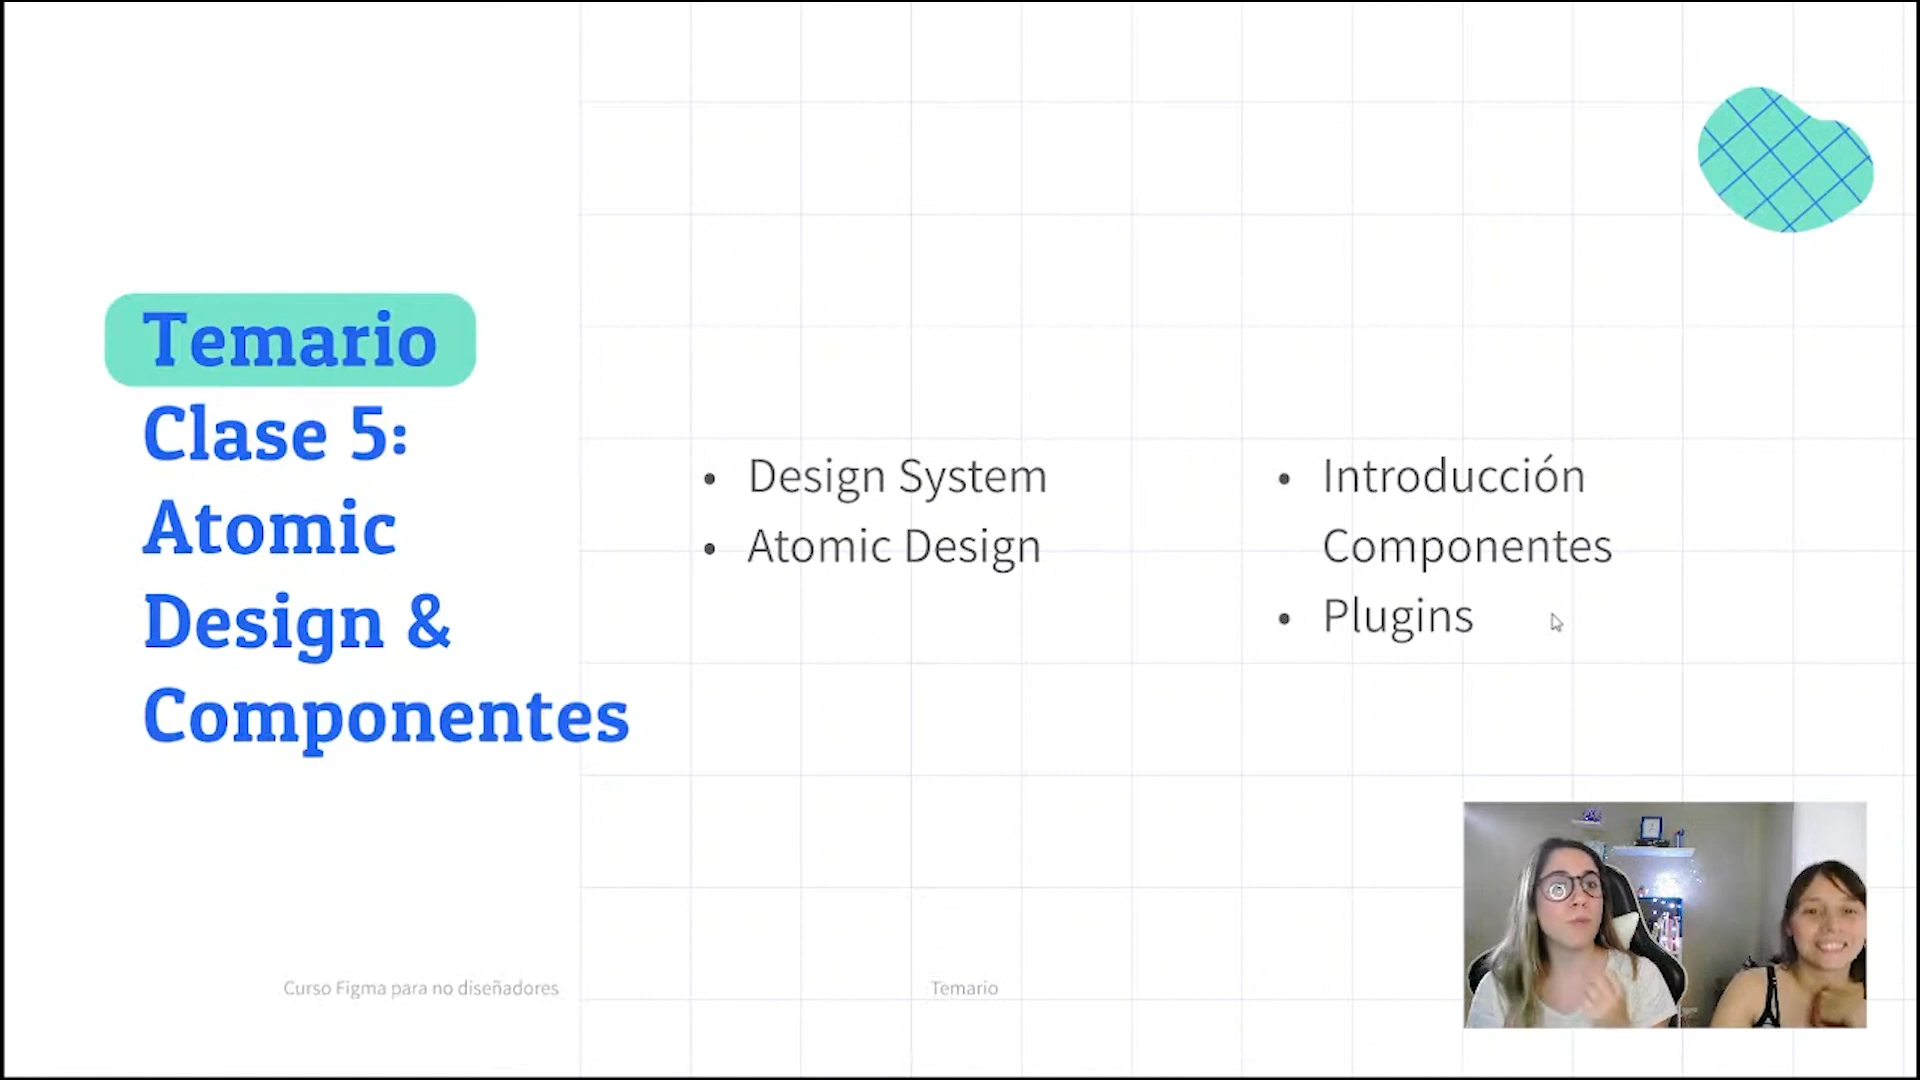 Temario
Clase 5:
Atomic
Design &
Componentes
• Design System
• Atomic Design
• Introducción
Componentes
• Plugins
Curso Figma para no diseñadores
Temario